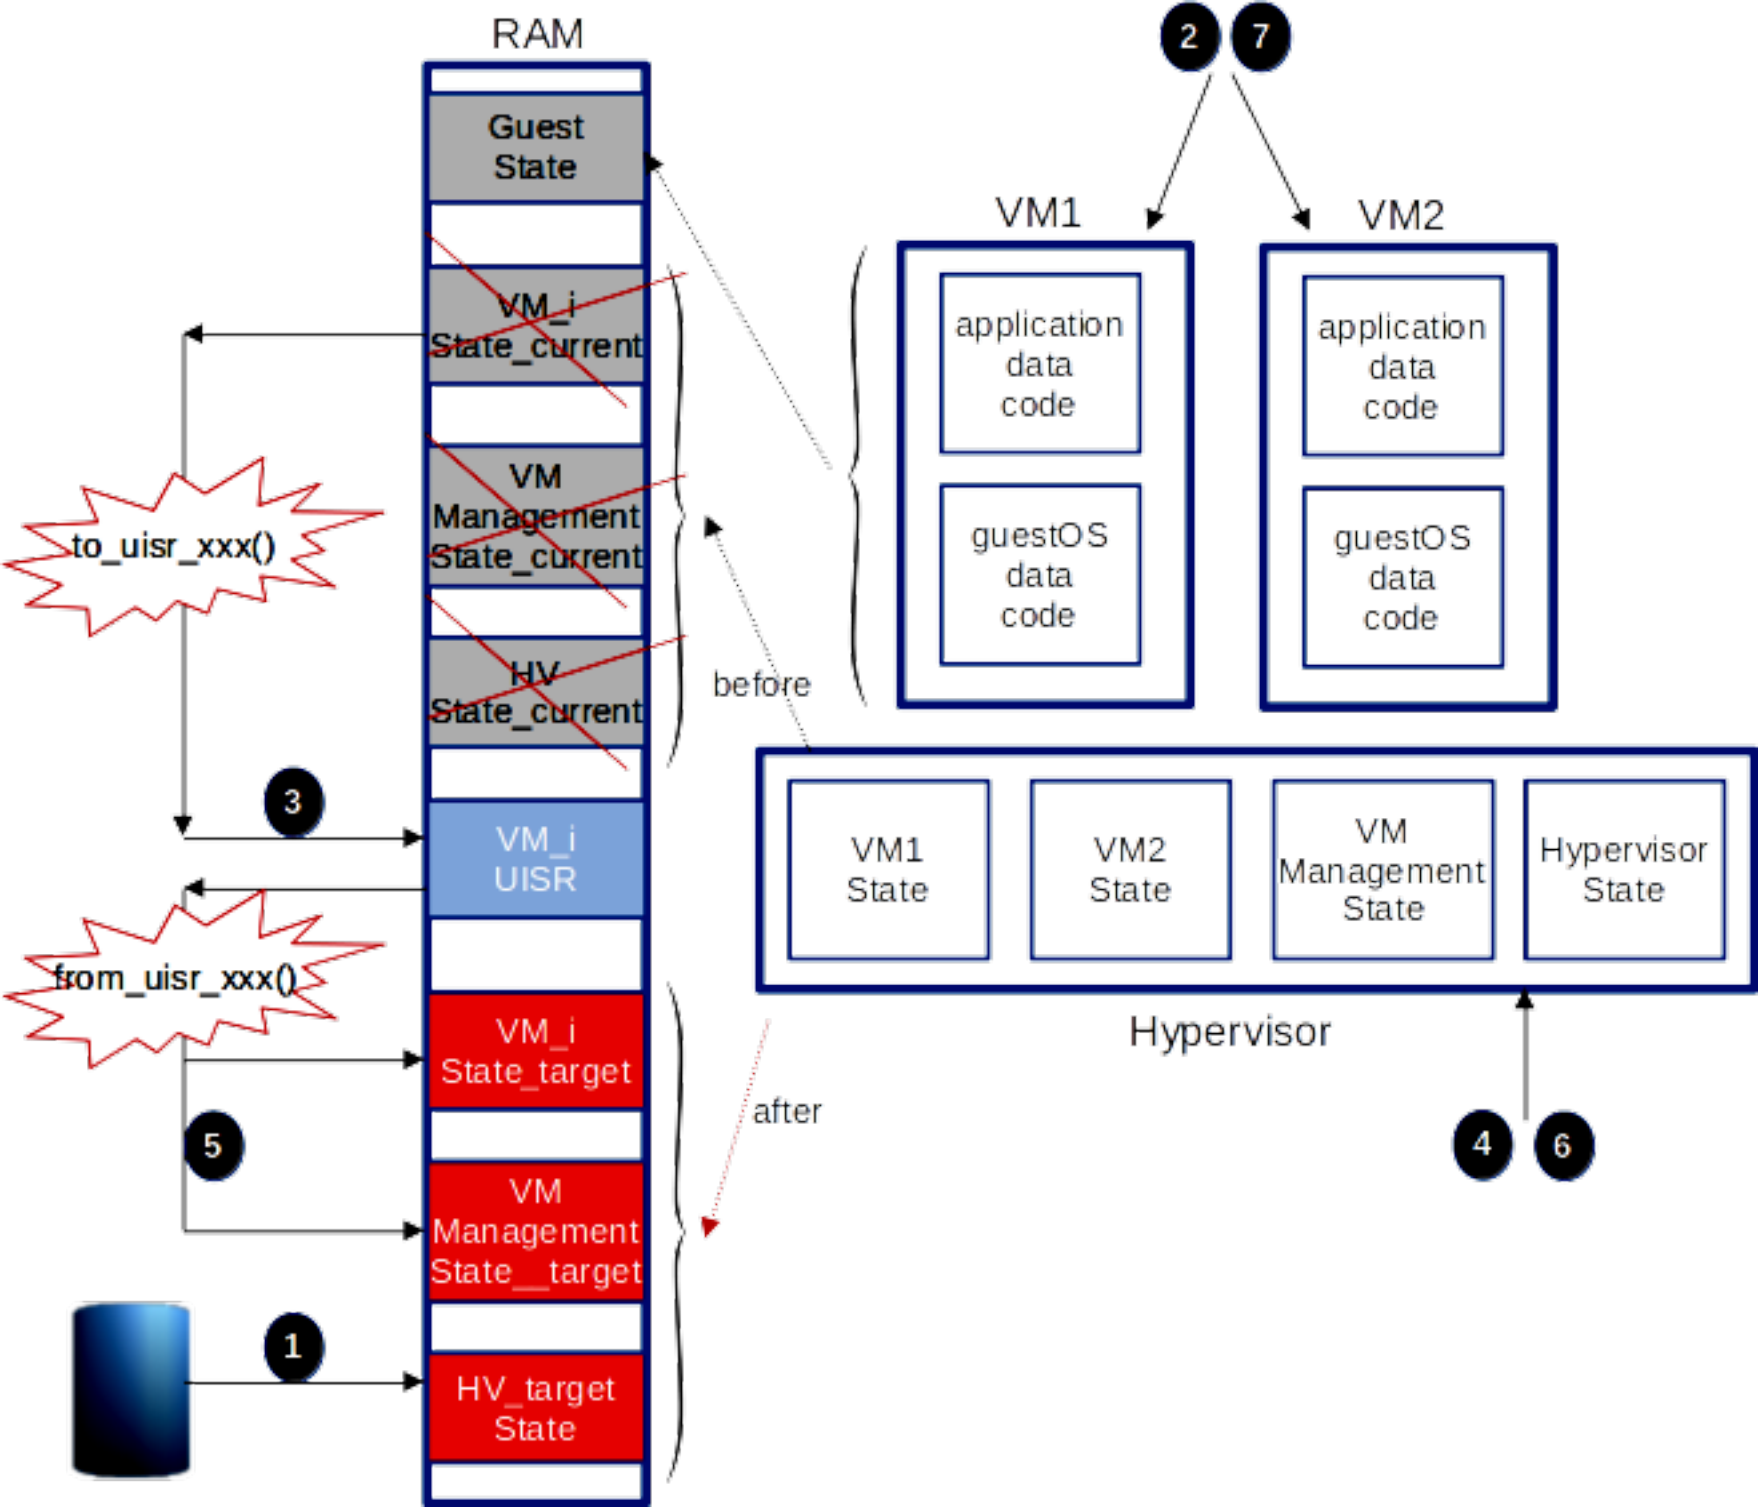 RAM
2
7
Guest
State
VM1
VM2
VM_i
State_current
application
data
code
application
data
code
to_uisr_xxx()
VM
Management
State_current
guestOS
data
code
guestOS
data
code
HV
State_current
before
3
VM_i
UISR
VM1
State
VM2
State
VM
Management
State
Hypervisor
State
from_uisr_xxx()
Hypervisor
VM_i
State_target
after
5
4
6
VM
Management
State__target
1
HV_target
State